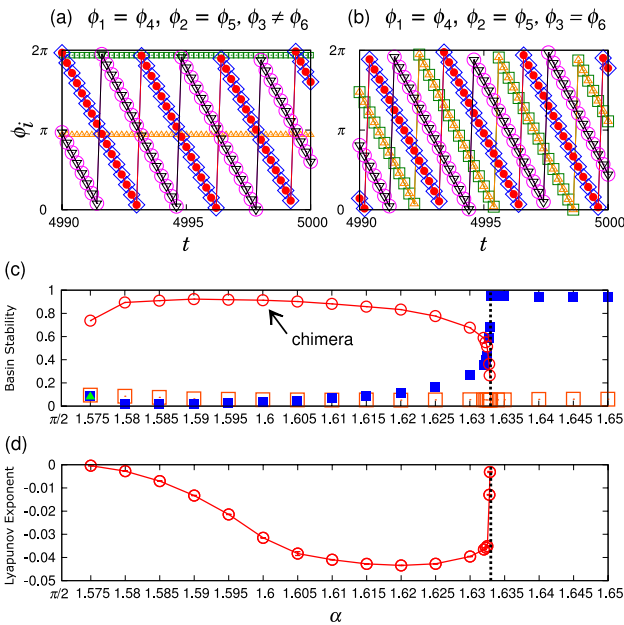 (a) ϕ₁ = ϕ₄, ϕ₂ = ϕ₅, ϕ₃ ≠ ϕ₆
(b) ϕ₁ = ϕ₄, ϕ₂ = ϕ₅, ϕ₃ = ϕ₆
2π
π
0
ϕᵢ
4990 4995 5000
t
2π
π
0
4990 4995 5000
t
(c)
Basin Stability
1
0.8
0.6
0.4
0.2
0
chimera
π/2 1.575 1.58 1.585 1.59 1.595 1.6 1.605 1.61 1.615 1.62 1.625 1.63 1.635 1.64 1.645 1.65
(d)
Lyapunov Exponent
0
-0.01
-0.02
-0.03
-0.04
-0.05
π/2 1.575 1.58 1.585 1.59 1.595 1.6 1.605 1.61 1.615 1.62 1.625 1.63 1.635 1.64 1.645 1.65
α